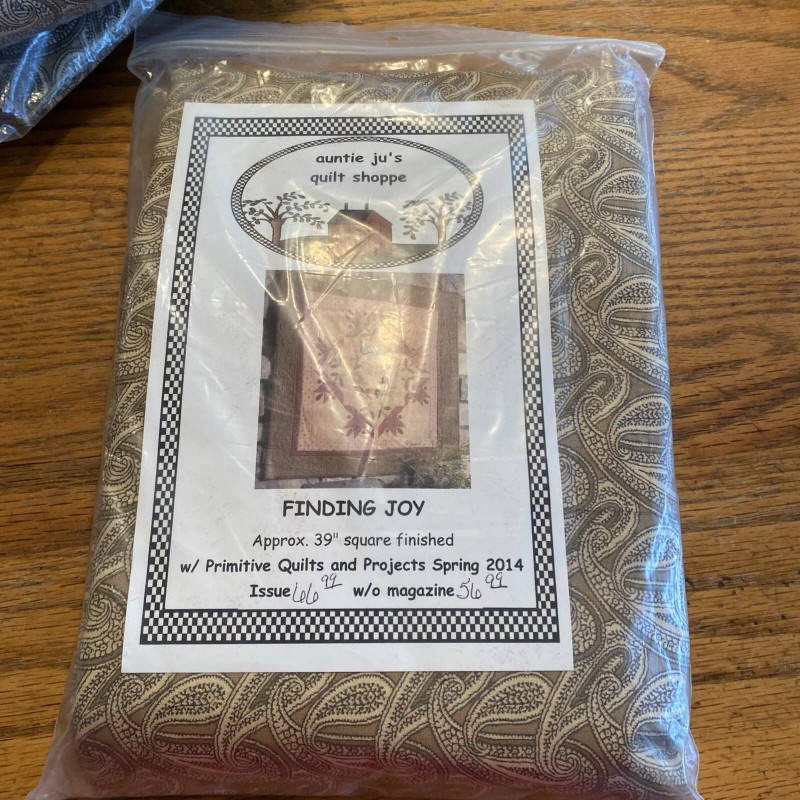 auntie ju's
quilt shoppe
FINDING JOY
Approx. 39" square finished
w/ Primitive Quilts and Projects Spring 2014
Issue 66 99 w/o magazine 56 99